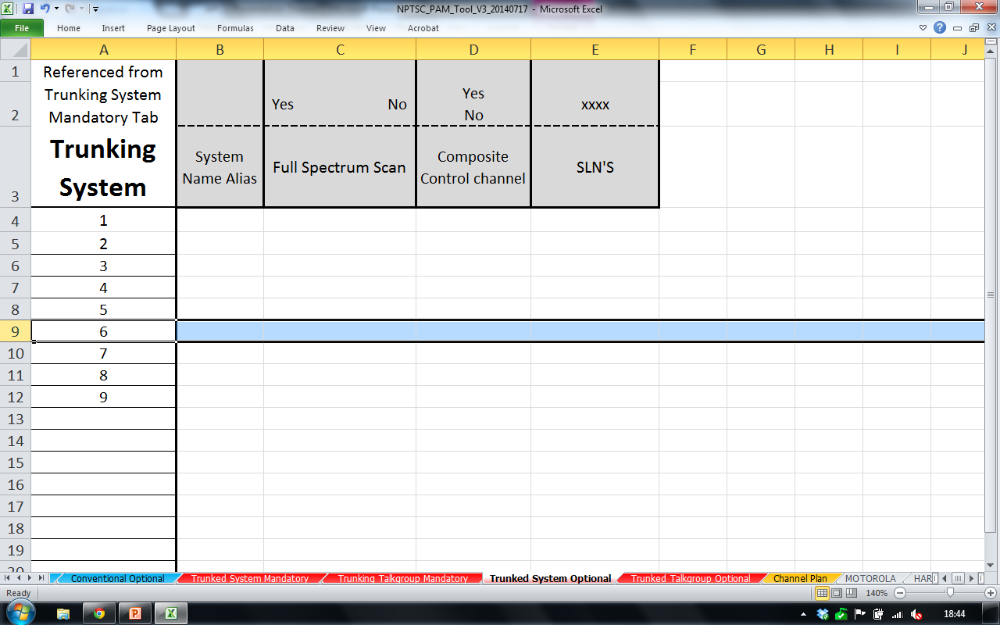 NPTSC_PAM_Tool_V3_20140717 - Microsoft Excel
File Home Insert Page Layout Formulas Data Review View Acrobat
A B C D E F G H I J
1 Referenced from
Trunking System
Mandatory Tab
2 Yes No Yes
No xxxx
3 Trunking
System
System
Name Alias
Full Spectrum Scan
Composite
Control channel
SLN'S
4 1
5 2
6 3
7 4
8 5
9 6
10 7
11 8
12 9
13
14
15
16
17
18
19
20
Conventional Optional Trunked System Mandatory Trunking Talkgroup Mandatory Trunked System Optional Trunked Talkgroup Optional Channel Plan MOTOROLA HAR
Ready 140%
18:44